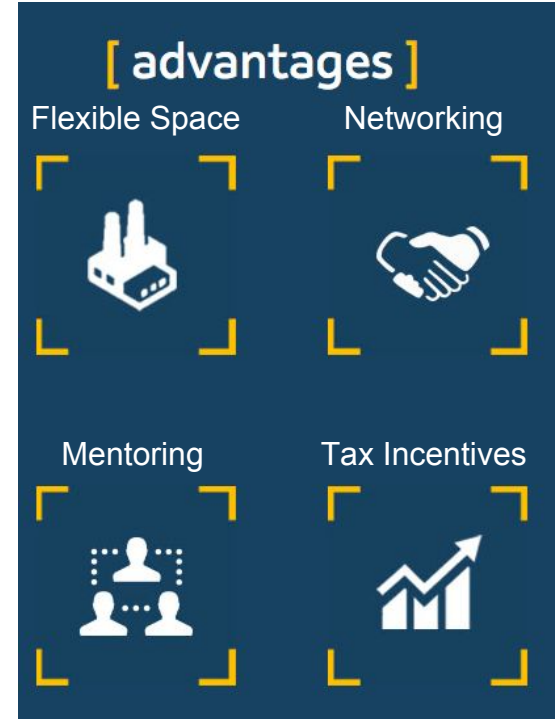 [ advantages ]
Flexible Space
Networking
Mentoring
Tax Incentives